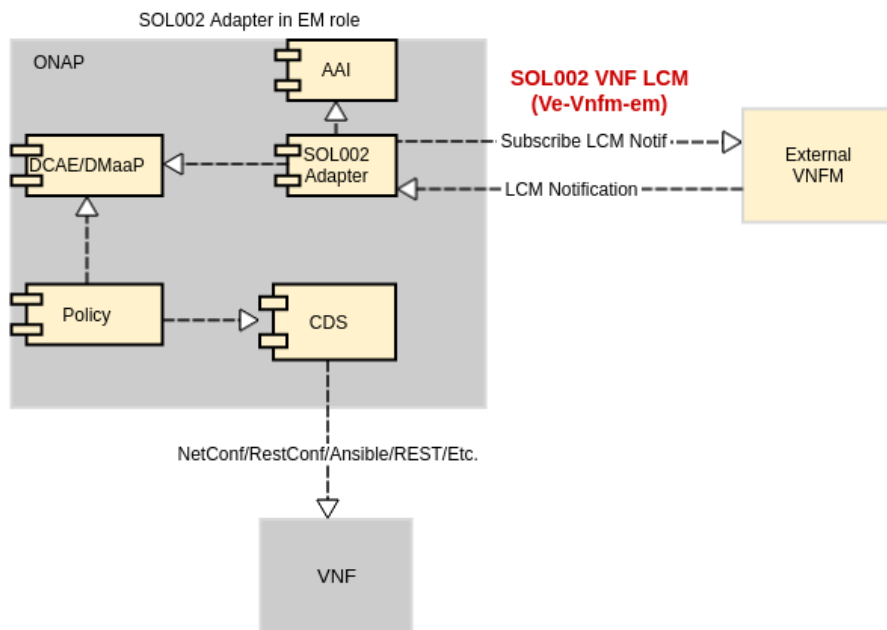 SOL002 Adapter in EM role
ONAP
AAI
SOL002 VNF LCM
(Ve-Vnfm-em)
DCAE/DMaaP
SOL002
Adapter
Subscribe LCM Notif
LCM Notification
External
VNFM
Policy
CDS
NetConf/RestConf/Ansible/REST/Etc.
VNF